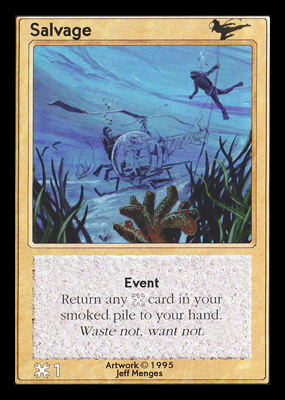 Salvage
Event
Return any card in your
smoked pile to your hand.
Waste not, want not.
1
Artwork © 1995
Jeff Menges